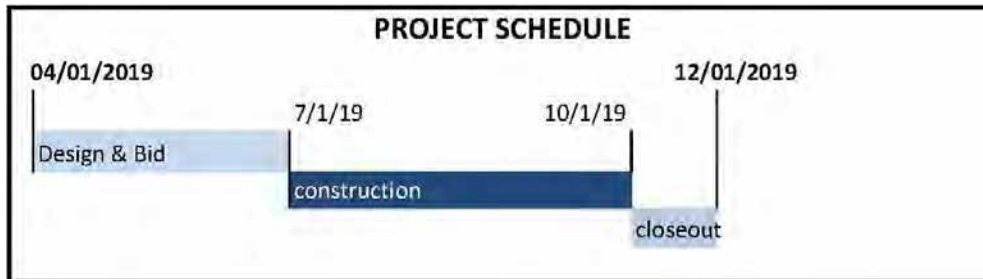 PROJECT SCHEDULE
04/01/2019
12/01/2019
7/1/19
10/1/19
Design & Bid
construction
closeout